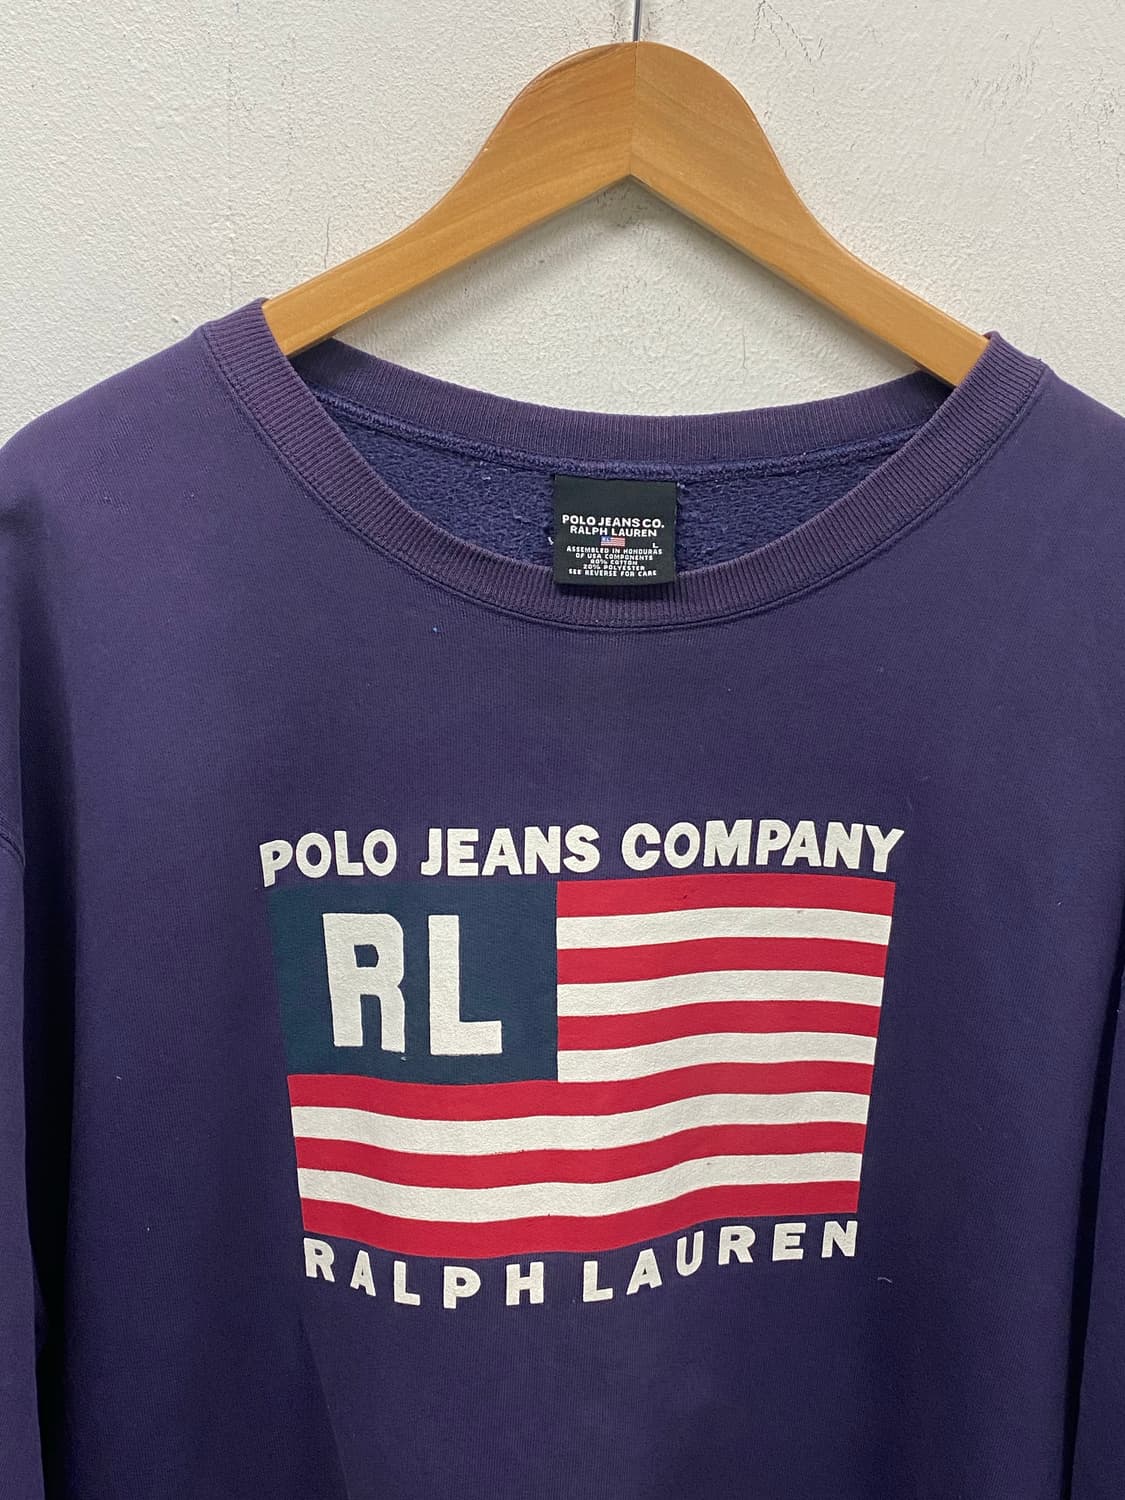 POLO JEANS CO.
RALPH LAUREN
RL
L
ASSEMBLED IN HONDURAS
OF USA COMPONENTS
80% COTTON
20% POLYESTER
SEE REVERSE FOR CARE
POLO JEANS COMPANY
RL
RALPH LAUREN